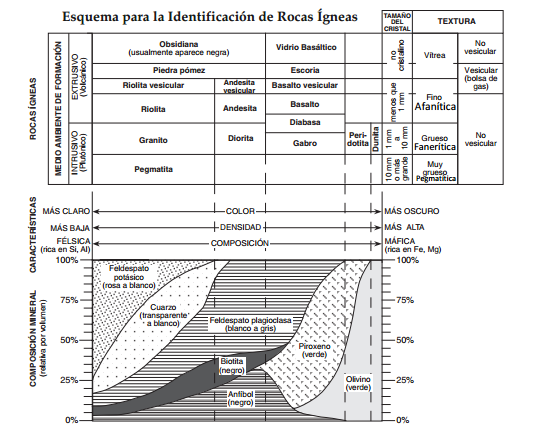 Esquema para la Identificación de Rocas Ígneas
TAMAÑO
DEL
CRISTAL
TEXTURA
ROCAS ÍGNEAS
MEDIO AMBIENTE DE FORMACIÓN
EXTRUSIVO
(Volcánico)
Obsidiana
(usualmente aparece negra)
Vidrio Basáltico
no
cristalino
Vítrea
No
vesicular
Piedra pómez
Escoria
Vesicular
(bolsa de
gas)
Riolita vesicular
Andesita
vesicular
Basalto vesicular
menos que
1 mm
Fino
Afanítica
Riolita
Andesita
Basalto
Diabasa
No
vesicular
INTRUSIVO
(Plutónico)
Granito
Diorita
Gabro
Peri-
dotita
Dunita
1 mm
a
10 mm
Grueso
Fanerítica
Pegmatita
10 mm
o más
grande
Muy
grueso
Pegmatítica
CARACTERÍSTICAS
MÁS CLARO
COLOR
MÁS OSCURO
MÁS BAJA
DENSIDAD
MÁS ALTA
FÉLSICA
(rica en Si, Al)
COMPOSICIÓN
MÁFICA
(rica en Fe, Mg)
COMPOSICIÓN MINERAL
(relativa por volumen)
100%
100%
Feldespato
potásico
(rosa a blanco)
75%
75%
Cuarzo
(transparente
a blanco)
Feldespato plagioclasa
(blanco a gris)
50%
50%
Piroxeno
(verde)
Biotita
(negro)
25%
25%
Olivino
(verde)
Anfíbol
(negro)
0%
0%